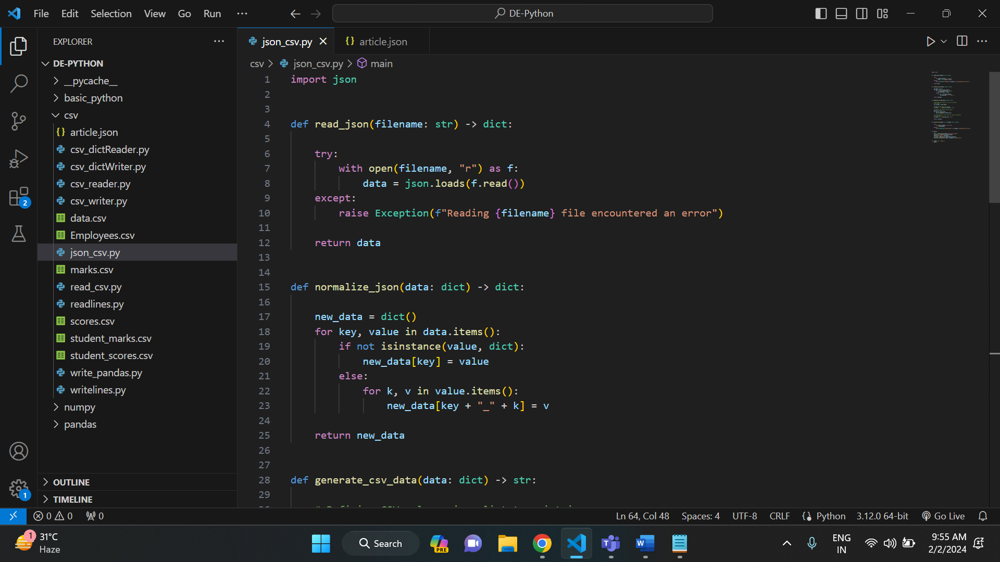 File Edit Selection View Go Run ··· DE-Python
EXPLORER ···
DE-PYTHON
__pycache__
basic_python
csv
article.json
csv_dictReader.py
csv_dictWriter.py
csv_reader.py
csv_writer.py
data.csv
Employees.csv
json_csv.py
marks.csv
read_csv.py
readlines.py
scores.csv
student_marks.csv
student_scores.csv
write_pandas.py
writelines.py
numpy
pandas
OUTLINE
TIMELINE
2
1
json_csv.py {} article.json
csv > json_csv.py > main
1 import json
2
3
4 def read_json(filename: str) -> dict:
5
6     try:
7         with open(filename, "r") as f:
8             data = json.loads(f.read())
9     except:
10         raise Exception(f"Reading {filename} file encountered an error")
11
12     return data
13
14
15 def normalize_json(data: dict) -> dict:
16
17     new_data = dict()
18     for key, value in data.items():
19         if not isinstance(value, dict):
20             new_data[key] = value
21         else:
22             for k, v in value.items():
23                 new_data[key + "_" + k] = v
24
25     return new_data
26
27
28 def generate_csv_data(data: dict) -> str:
29
0 0 0 Ln 64, Col 48 Spaces: 4 UTF-8 CRLF Python 3.12.0 64-bit Go Live
1 31°C
Haze
Search
PRE
ENG
IN
9:55 AM
2/2/2024